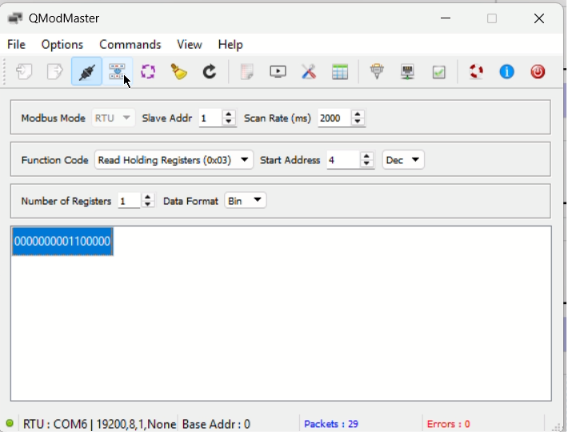 QModMaster
File Options Commands View Help
Modbus Mode RTU Slave Addr 1 Scan Rate (ms) 2000
Function Code Read Holding Registers (0x03) Start Address 4 Dec
Number of Registers 1 Data Format Bin
0000000001100000
RTU : COM6 | 19200,8,1,None Base Addr : 0 Packets : 29 Errors : 0